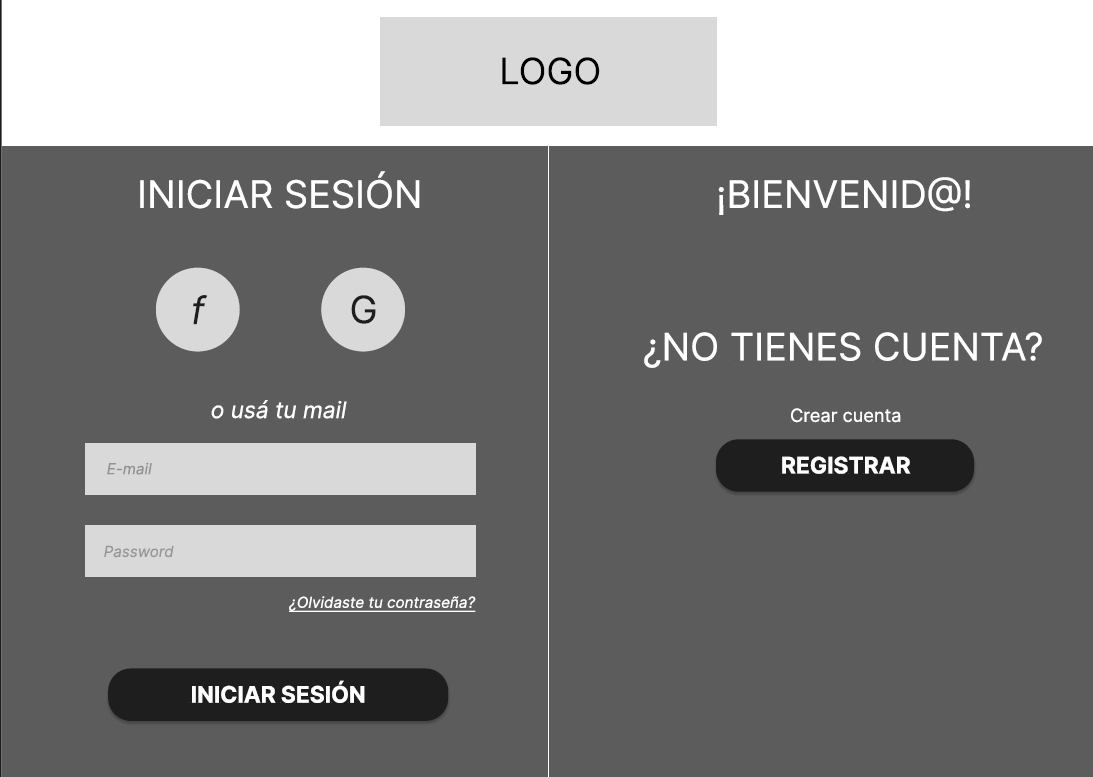 LOGO
INICIAR SESIÓN
f
G
o usá tu mail
E-mail
Password
¿Olvidaste tu contraseña?
INICIAR SESIÓN
¡BIENVENID@!
¿NO TIENES CUENTA?
Crear cuenta
REGISTRAR